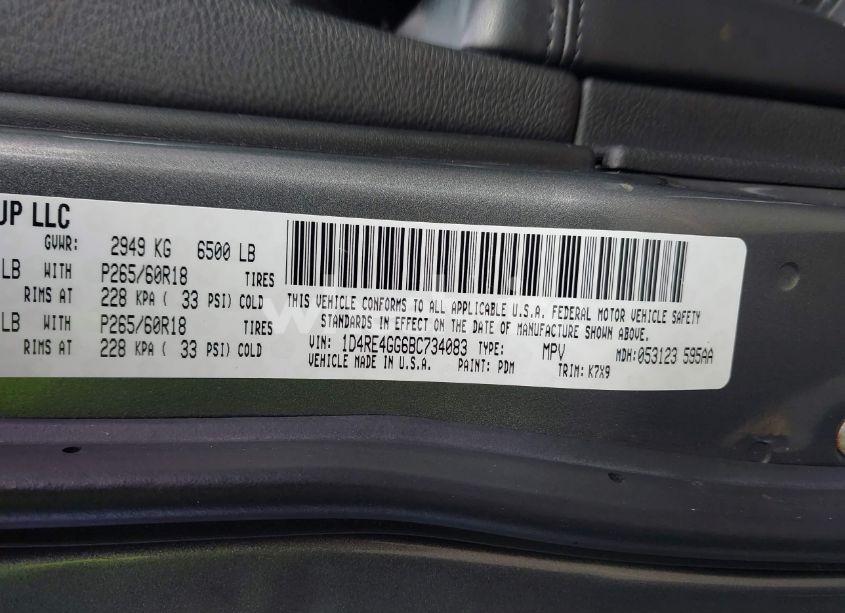 UP LLC
GVWR: 2949 KG 6500 LB
LB WITH P265/60R18 TIRES
RIMS AT 228 KPA ( 33 PSI) COLD
LB WITH P265/60R18 TIRES
RIMS AT 228 KPA ( 33 PSI) COLD
THIS VEHICLE CONFORMS TO ALL APPLICABLE U.S.A. FEDERAL MOTOR VEHICLE SAFETY
STANDARDS IN EFFECT ON THE DATE OF MANUFACTURE SHOWN ABOVE.
VIN: 1D4RE4GG6BC734083 TYPE: MPV MDH:053123 595AA
VEHICLE MADE IN U.S.A. PAINT: PDM TRIM: K7X9